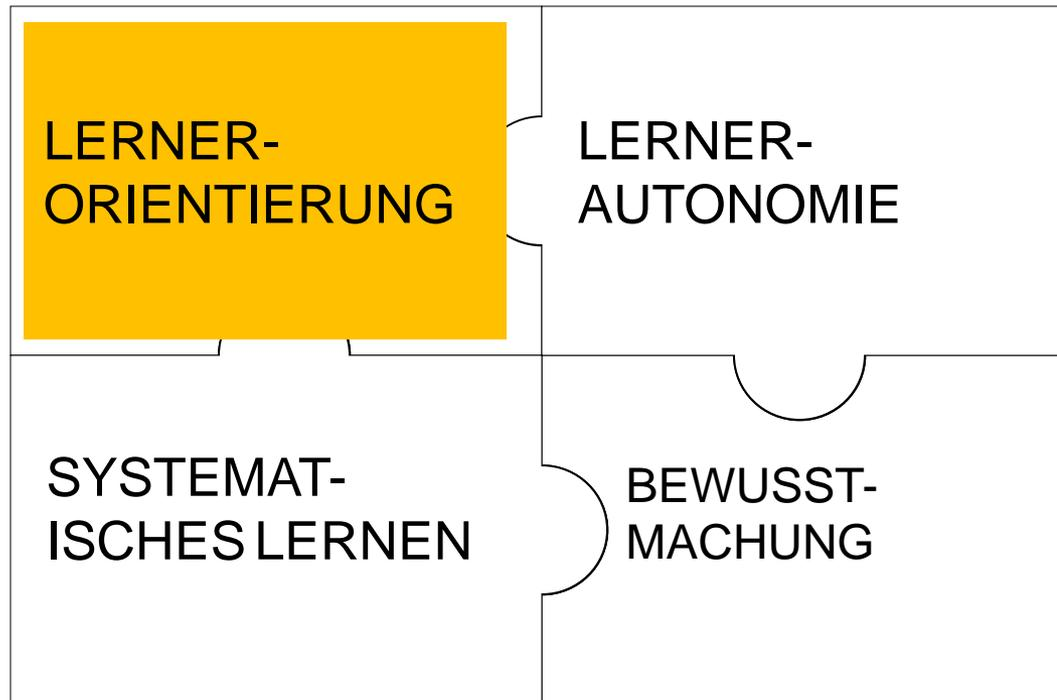 LERNER-
ORIENTIERUNG
LERNER-
AUTONOMIE
SYSTEMAT-
ISCHES LERNEN
BEWUSST-
MACHUNG